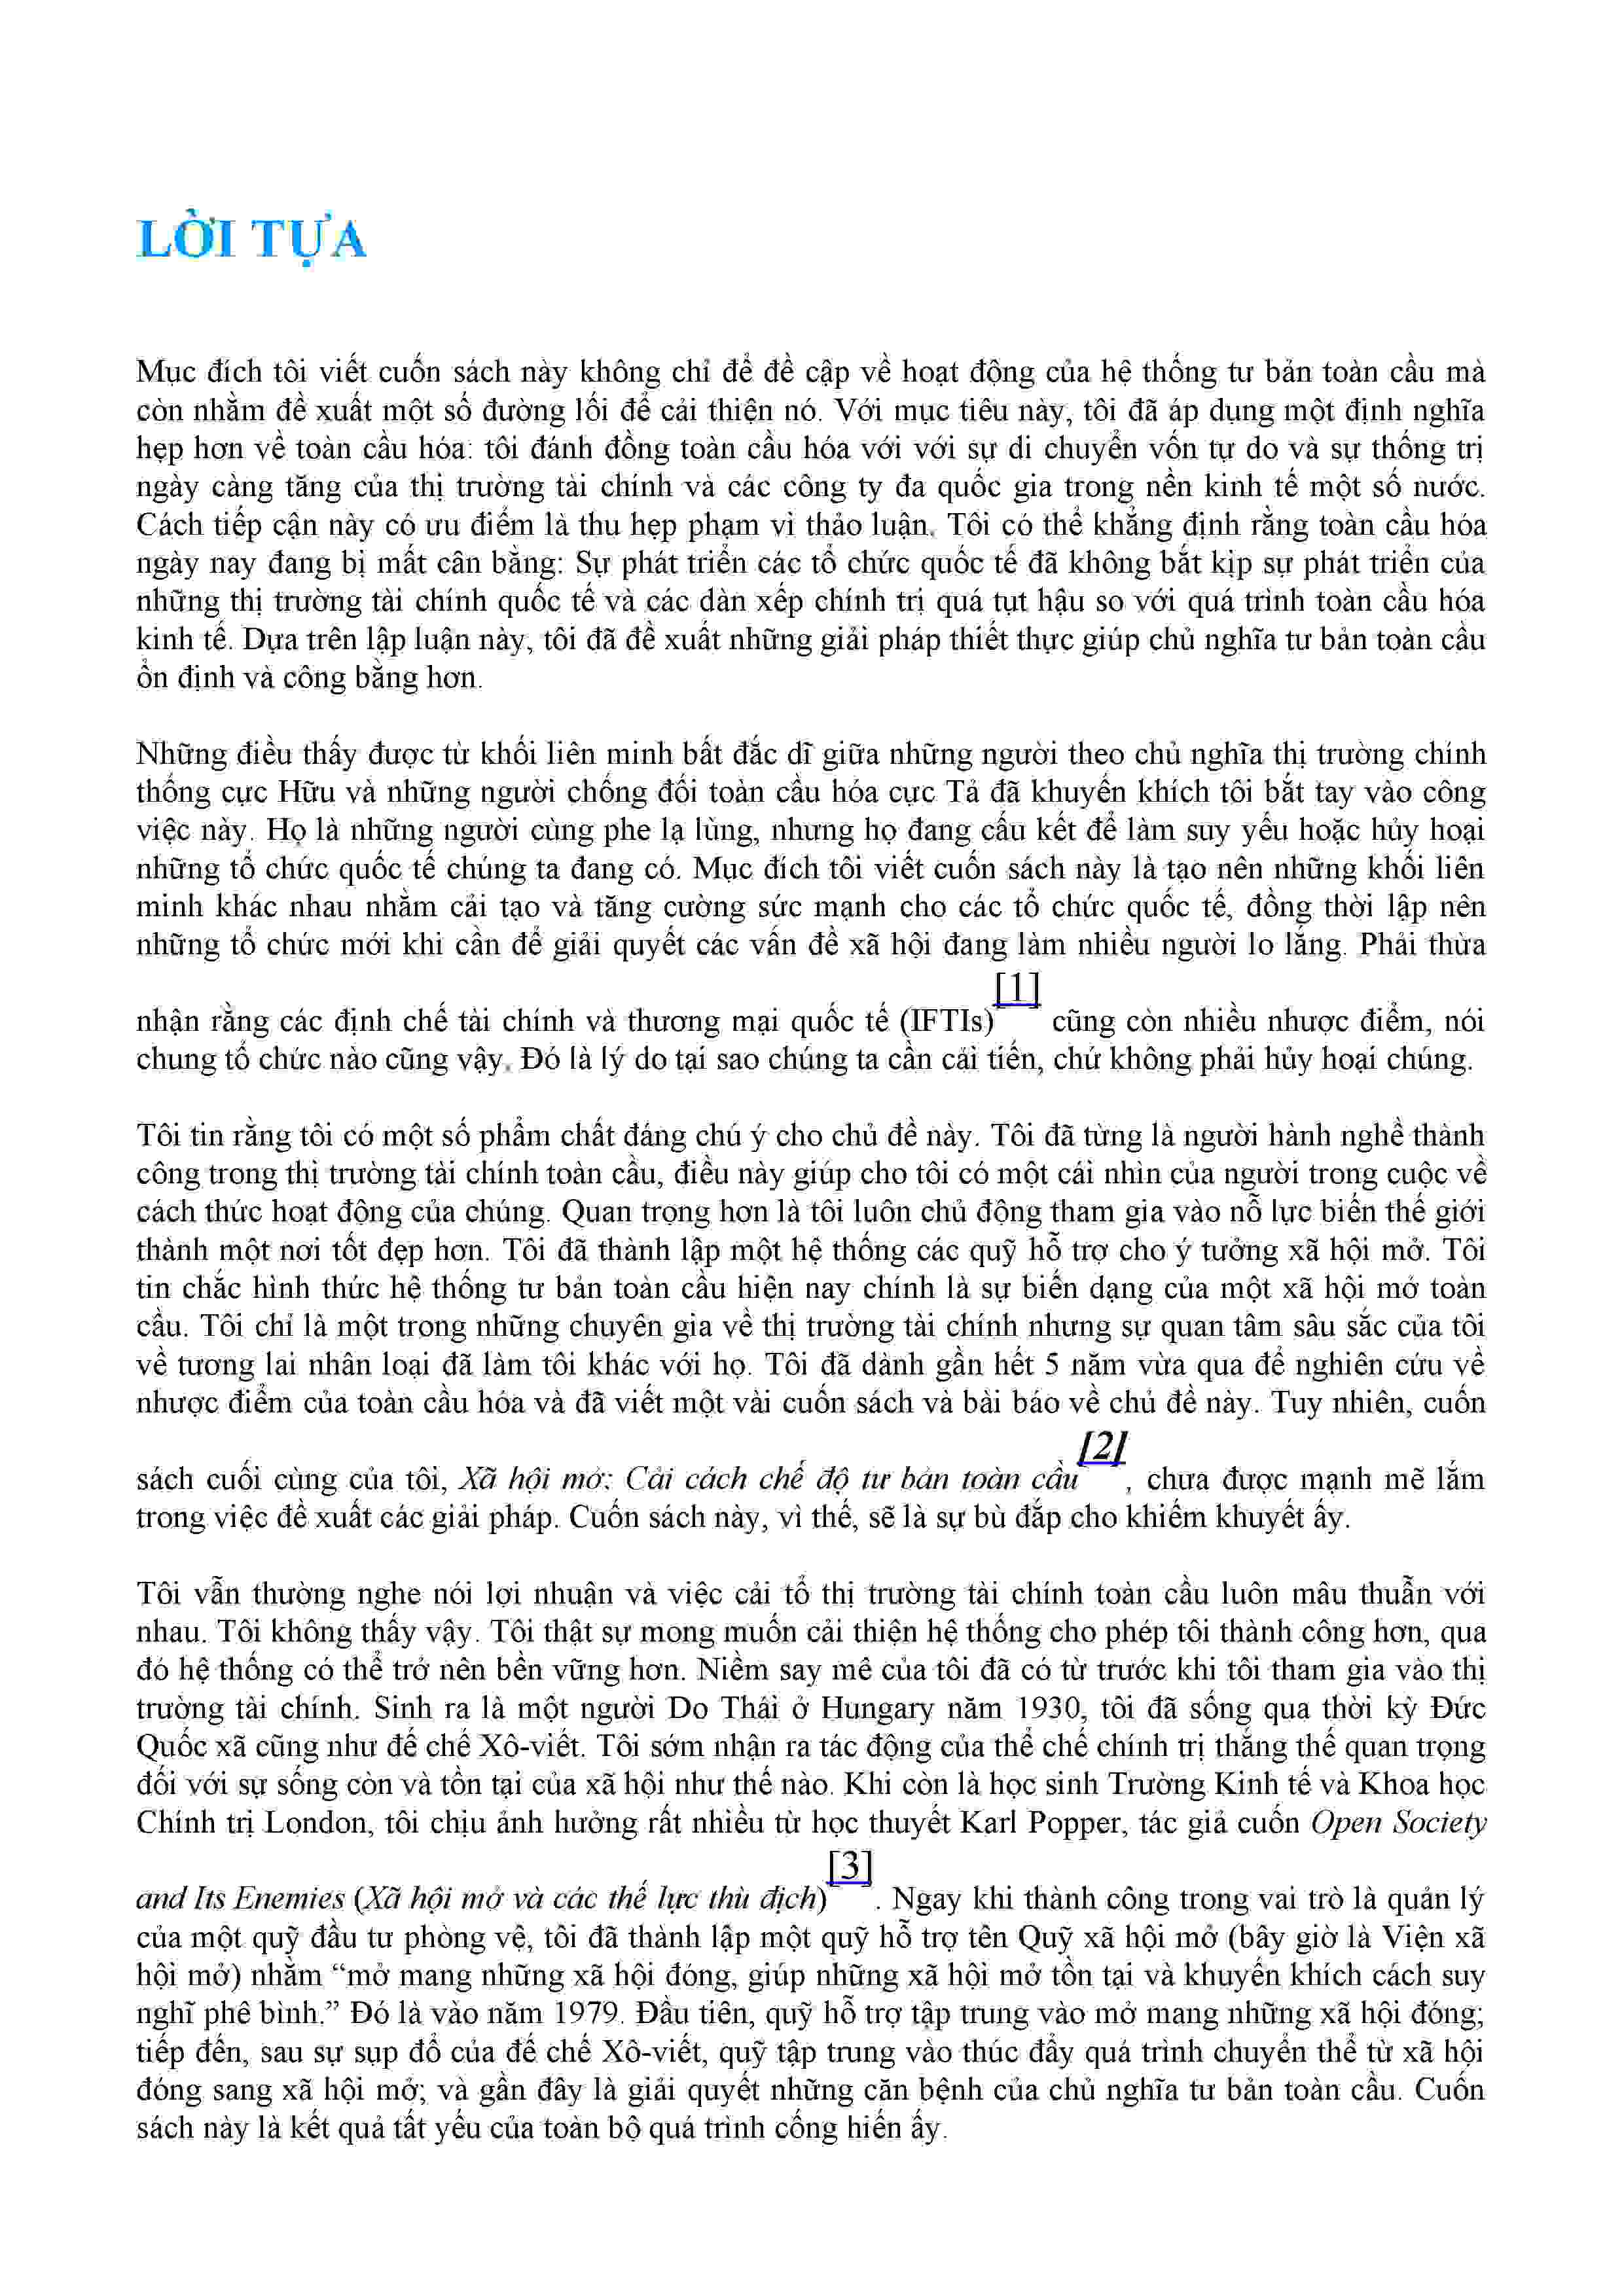 LỜI TỰA
Mục đích tôi viết cuốn sách này không chỉ để đề cập về hoạt động của hệ thống tư bản toàn cầu mà
còn nhằm đề xuất một số đường lối để cải thiện nó. Với mục tiêu này, tôi đã áp dụng một định nghĩa
hẹp hơn về toàn cầu hóa: tôi đánh đồng toàn cầu hóa với với sự di chuyển vốn tự do và sự thống trị
ngày càng tăng của thị trường tài chính và các công ty đa quốc gia trong nền kinh tế một số nước.
Cách tiếp cận này có ưu điểm là thu hẹp phạm vi thảo luận. Tôi có thể khẳng định rằng toàn cầu hóa
ngày nay đang bị mất cân bằng: Sự phát triển các tổ chức quốc tế đã không bắt kịp sự phát triển của
những thị trường tài chính quốc tế và các dàn xếp chính trị quá tụt hậu so với quá trình toàn cầu hóa
kinh tế. Dựa trên lập luận này, tôi đã đề xuất những giải pháp thiết thực giúp chủ nghĩa tư bản toàn cầu
ổn định và công bằng hơn.
Những điều thấy được từ khối liên minh bất đắc dĩ giữa những người theo chủ nghĩa thị trường chính
thống cực Hữu và những người chống đối toàn cầu hóa cực Tả đã khuyến khích tôi bắt tay vào công
việc này. Họ là những người cùng phe lạ lùng, nhưng họ đang cấu kết để làm suy yếu hoặc hủy hoại
những tổ chức quốc tế chúng ta đang có. Mục đích tôi viết cuốn sách này là tạo nên những khối liên
minh khác nhau nhằm cải tạo và tăng cường sức mạnh cho các tổ chức quốc tế, đồng thời lập nên
những tổ chức mới khi cần để giải quyết các vấn đề xã hội đang làm nhiều người lo lắng. Phải thừa
nhận rằng các định chế tài chính và thương mại quốc tế (IFTIs)[1] cũng còn nhiều nhược điểm, nói
chung tổ chức nào cũng vậy. Đó là lý do tại sao chúng ta cần cải tiến, chứ không phải hủy hoại chúng.
Tôi tin rằng tôi có một số phẩm chất đáng chú ý cho chủ đề này. Tôi đã từng là người hành nghề thành
công trong thị trường tài chính toàn cầu, điều này giúp cho tôi có một cái nhìn của người trong cuộc về
cách thức hoạt động của chúng. Quan trọng hơn là tôi luôn chủ động tham gia vào nỗ lực biến thế giới
thành một nơi tốt đẹp hơn. Tôi đã thành lập một hệ thống các quỹ hỗ trợ cho ý tưởng xã hội mở. Tôi
tin chắc hình thức hệ thống tư bản toàn cầu hiện nay chính là sự biến dạng của một xã hội mở toàn
cầu. Tôi chỉ là một trong những chuyên gia về thị trường tài chính nhưng sự quan tâm sâu sắc của tôi
về tương lai nhân loại đã làm tôi khác với họ. Tôi đã dành gần hết 5 năm vừa qua để nghiên cứu về
nhược điểm của toàn cầu hóa và đã viết một vài cuốn sách và bài báo về chủ đề này. Tuy nhiên, cuốn
sách cuối cùng của tôi, Xã hội mở: Cải cách chế độ tư bản toàn cầu[2], chưa được mạnh mẽ lắm
trong việc đề xuất các giải pháp. Cuốn sách này, vì thế, sẽ là sự bù đắp cho khiếm khuyết ấy.
Tôi vẫn thường nghe nói lợi nhuận và việc cải tổ thị trường tài chính toàn cầu luôn mâu thuẫn với
nhau. Tôi không thấy vậy. Tôi thật sự mong muốn cải thiện hệ thống cho phép tôi thành công hơn, qua
đó hệ thống có thể trở nên bền vững hơn. Niềm say mê của tôi đã có từ trước khi tôi tham gia vào thị
trường tài chính. Sinh ra là một người Do Thái ở Hungary năm 1930, tôi đã sống qua thời kỳ Đức
Quốc xã cũng như đế chế Xô-viết. Tôi sớm nhận ra tác động của thể chế chính trị thắng thế quan trọng
đối với sự sống còn và tồn tại của xã hội như thế nào. Khi còn là học sinh Trường Kinh tế và Khoa học
Chính trị London, tôi chịu ảnh hưởng rất nhiều từ học thuyết Karl Popper, tác giả cuốn Open Society
and Its Enemies (Xã hội mở và các thế lực thù địch)[3]. Ngay khi thành công trong vai trò là quản lý
của một quỹ đầu tư phòng vệ, tôi đã thành lập một quỹ hỗ trợ tên Quỹ xã hội mở (bây giờ là Viện xã
hội mở) nhằm “mở mang những xã hội đóng, giúp những xã hội mở tồn tại và khuyến khích cách suy
nghĩ phê bình.” Đó là vào năm 1979. Đầu tiên, quỹ hỗ trợ tập trung vào mở mang những xã hội đóng;
tiếp đến, sau sự sụp đổ của đế chế Xô-viết, quỹ tập trung vào thúc đẩy quá trình chuyển thể từ xã hội
đóng sang xã hội mở; và gần đây là giải quyết những căn bệnh của chủ nghĩa tư bản toàn cầu. Cuốn
sách này là kết quả tất yếu của toàn bộ quá trình cống hiến ấy.